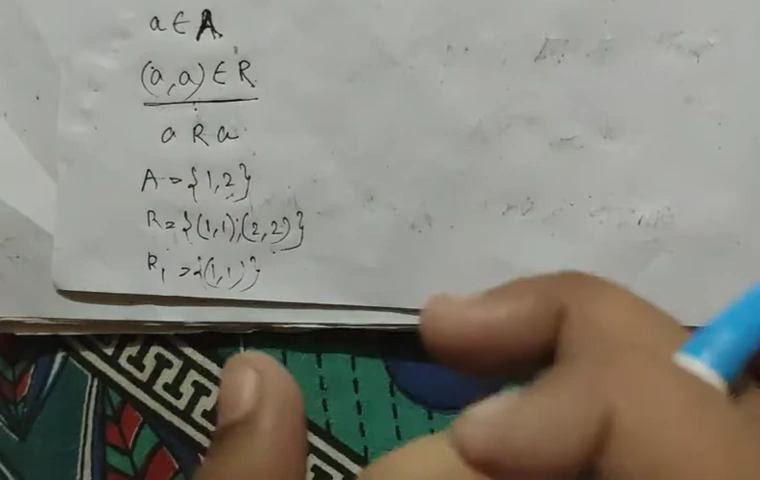 a ∈ A
(a, a) ∈ R
a R a
A = {1, 2}
R = {(1, 1), (2, 2)}
R₁ = {(1, 1)}